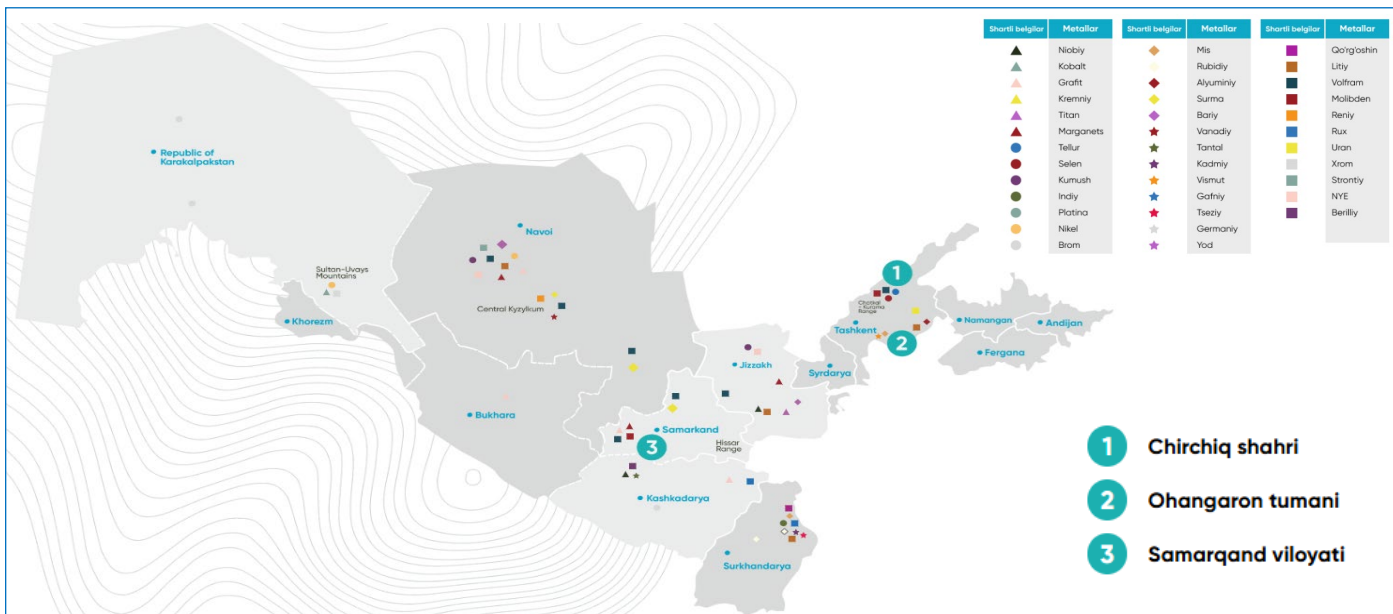 Shartli belgilar Metallar Shartli belgilar Metallar Shartli belgilar Metallar
Niobiy Mis Qo'rg'oshin
Kobalt Rubidiy Litiy
Grafit Alyuminiy Volfram
Kremniy Surma Molibden
Titan Bariy Reniy
Marganets Vanadiy Rux
Tellur Tantal Uran
Selen Kadmiy Xrom
Kumush Vismut Strontiy
Indiy Gafniy NYE
Platina Tseziy Berilliy
Nikel Germaniy
Brom Yod
Republic of
Karakalpakstan
Navoi
Sultan-Uvays
Mountains
Central Kyzylkum
Khorezm
1
Chotkal
- Kurama
Range
Tashkent
2
Namangan
Andijan
Fergana
Jizzakh
Syrdarya
Bukhara
Samarkand
3
Hissar
Range
Kashkadarya
Surkhandarya
1 Chirchiq shahri
2 Ohangaron tumani
3 Samarqand viloyati